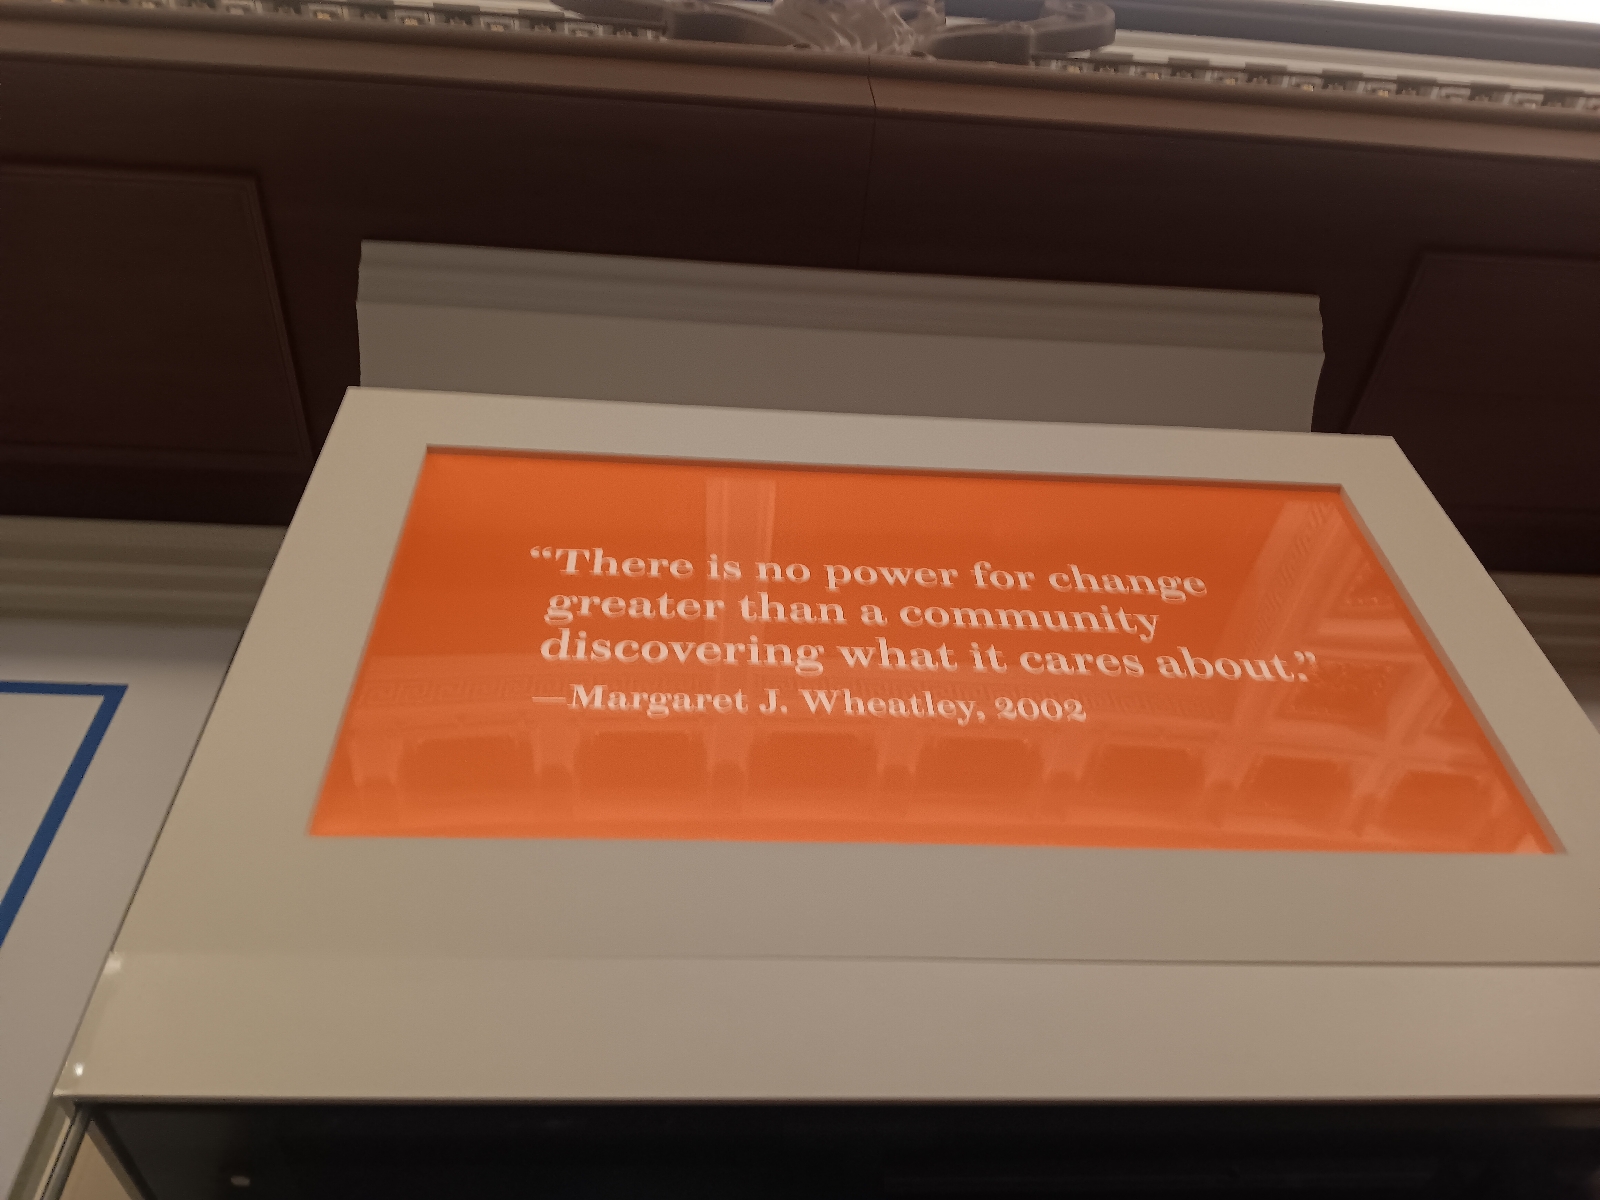 “There is no power for change
greater than a community
discovering what it cares about.”
—Margaret J. Wheatley, 2002